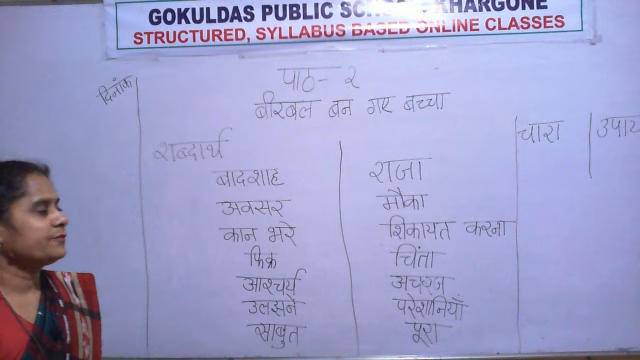 GOKULDAS PUBLIC SCHOOL KHARGONE
STRUCTURED, SYLLABUS BASED ONLINE CLASSES
दिनाँक
पाठ- २
बीरबल बन गए बच्चा
शब्दार्थ
बादशाह राजा
अवसर मौका
कान भरे शिकायत करना
फिक्र चिंता
आश्चर्य अचरज
उलझने परेशानियाँ
साबुत पूरा
चारा उपाय